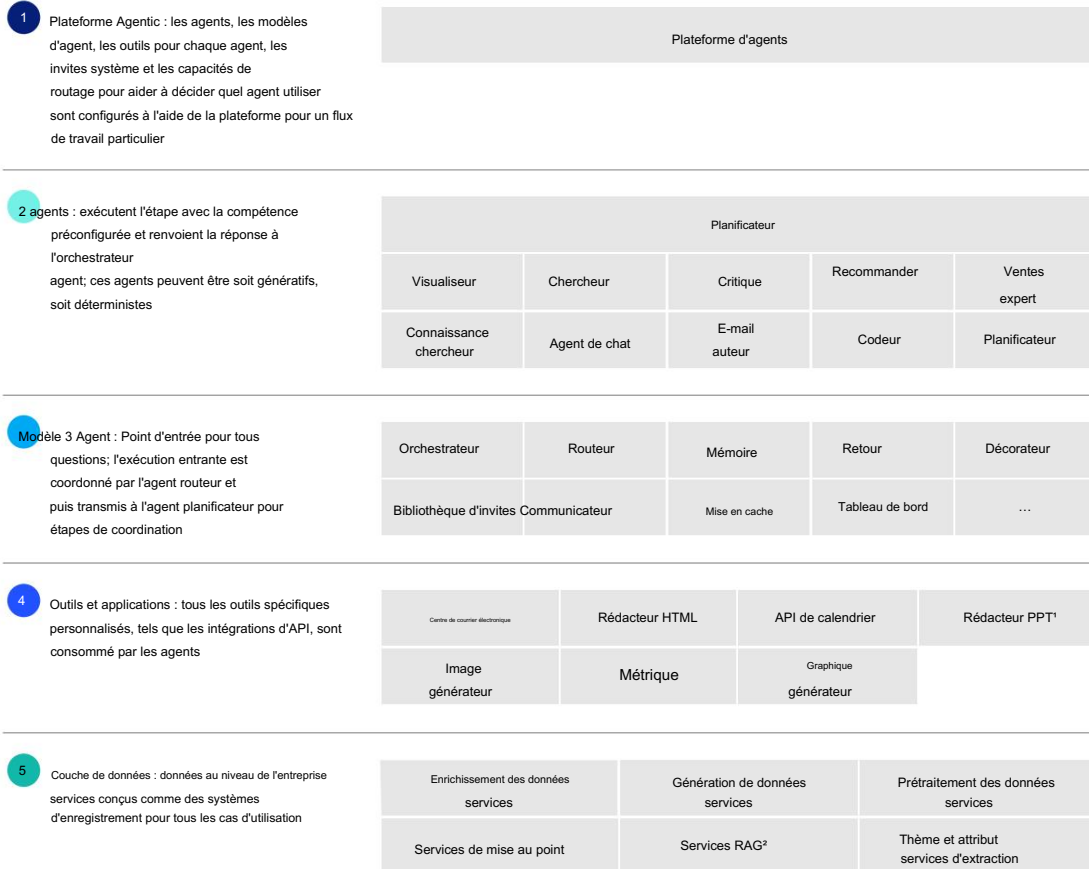 1
Plateforme Agentic : les agents, les modèles
d'agent, les outils pour chaque agent, les
invites système et les capacités de
routage pour aider à décider quel agent utiliser
sont configurés à l'aide de la plateforme pour un flux
de travail particulier
Plateforme d'agents
2 agents : exécutent l'étape avec la compétence
préconfigurée et renvoient la réponse à
l'orchestrateur
agent; ces agents peuvent être soit génératifs,
soit déterministes
Planificateur
Visualiseur
Chercheur
Critique
Recommander
Ventes
expert
Connaissance
chercheur
Agent de chat
E-mail
auteur
Codeur
Planificateur
Modèle 3 Agent : Point d'entrée pour tous
questions; l'exécution entrante est
coordonné par l'agent routeur et
puis transmis à l'agent planificateur pour
étapes de coordination
Orchestrateur
Routeur
Mémoire
Retour
Décorateur
Bibliothèque d'invites Communicateur
Mise en cache
Tableau de bord
...
4
Outils et applications : tous les outils spécifiques
personnalisés, tels que les intégrations d'API, sont
consommé par les agents
Centre de courrier électronique
Rédacteur HTML
API de calendrier
Rédacteur PPT¹
Image
générateur
Métrique
Graphique
générateur
5
Couche de données : données au niveau de l'entreprise
services conçus comme des systèmes
d'enregistrement pour tous les cas d'utilisation
Enrichissement des données
services
Génération de données
services
Prétraitement des données
services
Services de mise au point
Services RAG²
Thème et attribut
services d'extraction